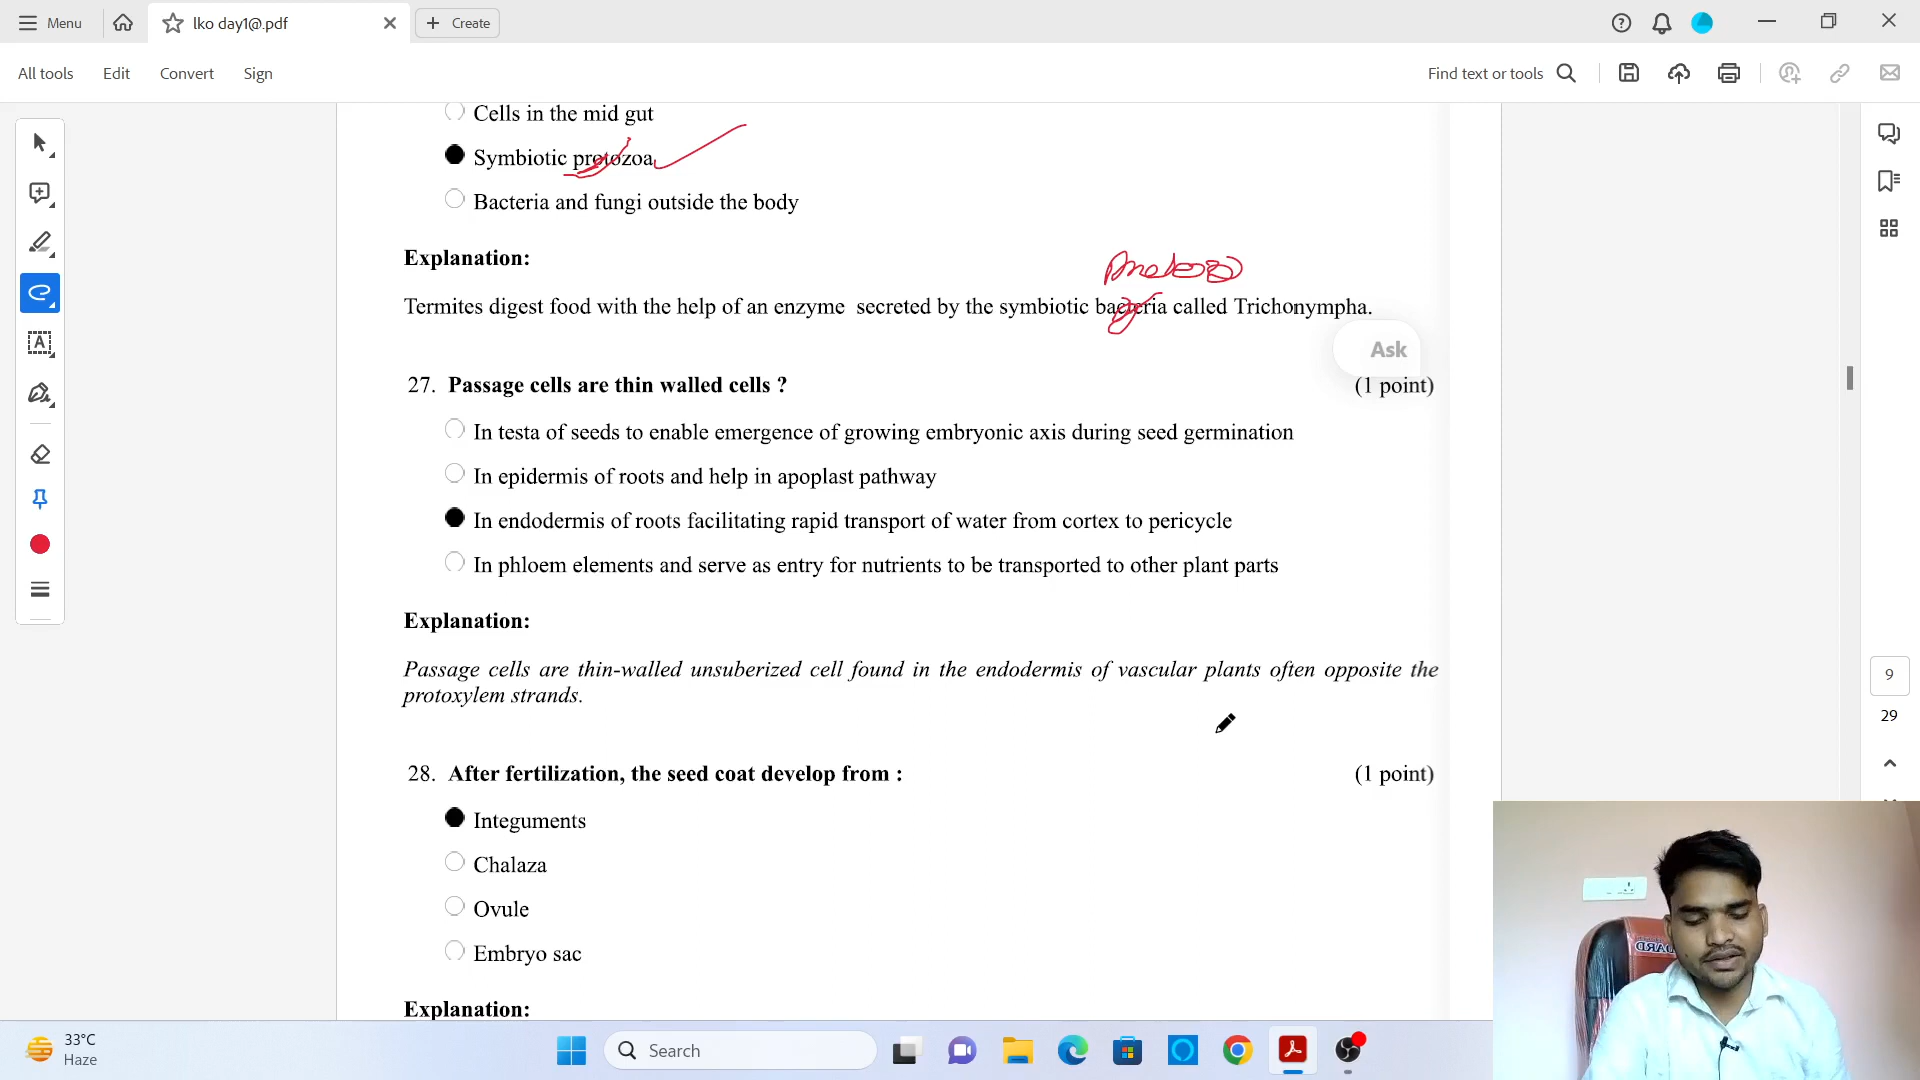 Menu
lko day1@.pdf
Create
All tools
Edit
Convert
Sign
Find text or tools
Cells in the mid gut
Symbiotic protozoa
Bacteria and fungi outside the body
Explanation:
Termites digest food with the help of an enzyme secreted by the symbiotic bacteria called Trichonympha.
Ask
27. Passage cells are thin walled cells ? (1 point)
In testa of seeds to enable emergence of growing embryonic axis during seed germination
In epidermis of roots and help in apoplast pathway
In endodermis of roots facilitating rapid transport of water from cortex to pericycle
In phloem elements and serve as entry for nutrients to be transported to other plant parts
Explanation:
Passage cells are thin-walled unsuberized cell found in the endodermis of vascular plants often opposite the
protoxylem strands.
28. After fertilization, the seed coat develop from : (1 point)
Integuments
Chalaza
Ovule
Embryo sac
Explanation:
9
29
33°C
Haze
Search